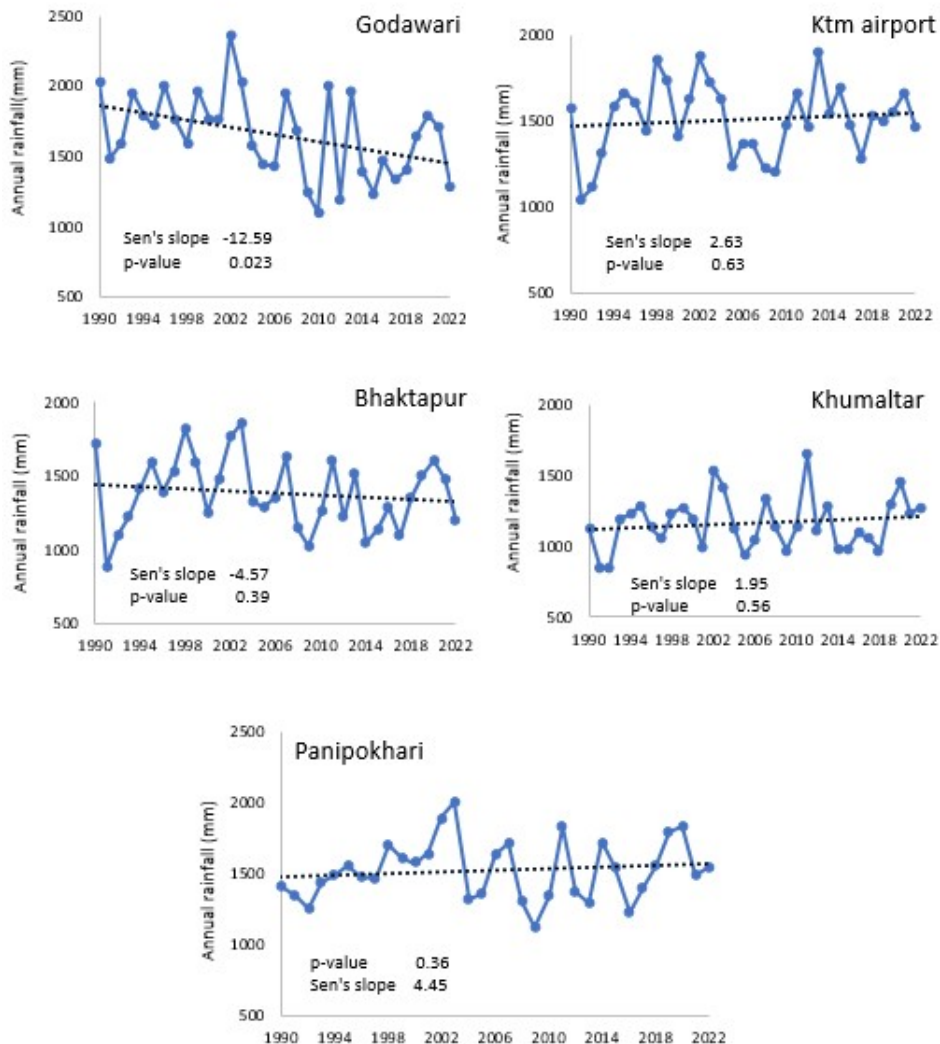 Godawari
Annual rainfall(mm)
2500
2000
1500
1000
500
Sen's slope -12.59
p-value 0.023
1990 1994 1998 2002 2006 2010 2014 2018 2022
Ktm airport
Annual rainfall (mm)
2000
1500
1000
500
Sen's slope 2.63
p-value 0.63
1990 1994 1998 2002 2006 2010 2014 2018 2022
Bhaktapur
Annual rainfall (mm)
2000
1500
1000
500
Sen's slope -4.57
p-value 0.39
1990 1994 1998 2002 2006 2010 2014 2018 2022
Khumaltar
Annual rainfall (mm)
2000
1500
1000
500
Sen's slope 1.95
p-value 0.56
1990 1994 1998 2002 2006 2010 2014 2018 2022
Panipokhari
Annual rainfall (mm)
2500
2000
1500
1000
500
p-value 0.36
Sen's slope 4.45
1990 1994 1998 2002 2006 2010 2014 2018 2022